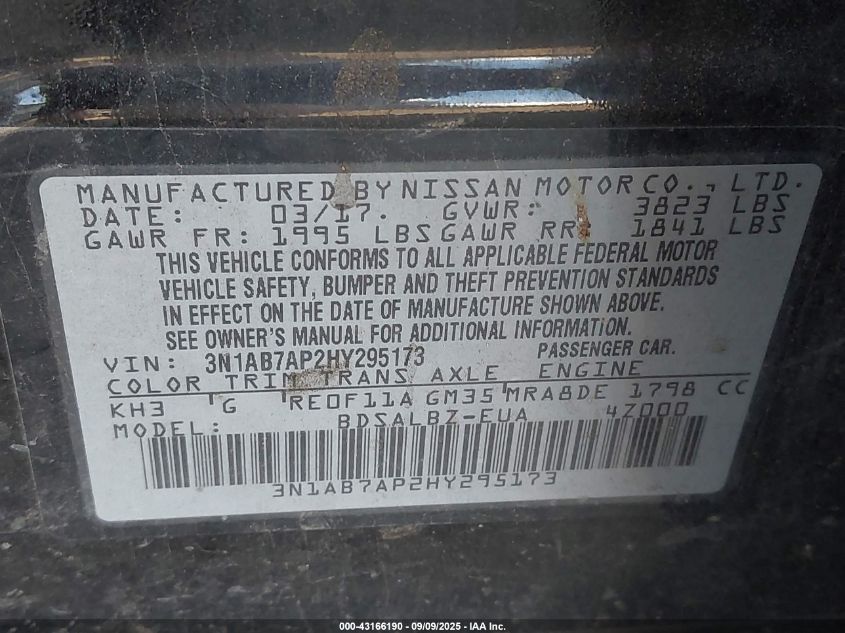 MANUFACTURED BY NISSAN MOTOR CO., LTD.
DATE: 03/17. GVWR: 3823 LBS
GAWR FR: 1995 LBS GAWR RR: 1841 LBS
THIS VEHICLE CONFORMS TO ALL APPLICABLE FEDERAL MOTOR
VEHICLE SAFETY, BUMPER AND THEFT PREVENTION STANDARDS
IN EFFECT ON THE DATE OF MANUFACTURE SHOWN ABOVE.
SEE OWNER'S MANUAL FOR ADDITIONAL INFORMATION.
VIN: 3N1AB7AP2HY295173 PASSENGER CAR.
COLOR TRIM TRANS AXLE ENGINE
KH3 'G 'RE0F11A GM35'MRA8DE 1798 CC
MODEL: BDSALBZ-EUA 4Z000
3N1AB7AP2HY295173
000-43166190 - 09/09/2025 - IAA Inc.